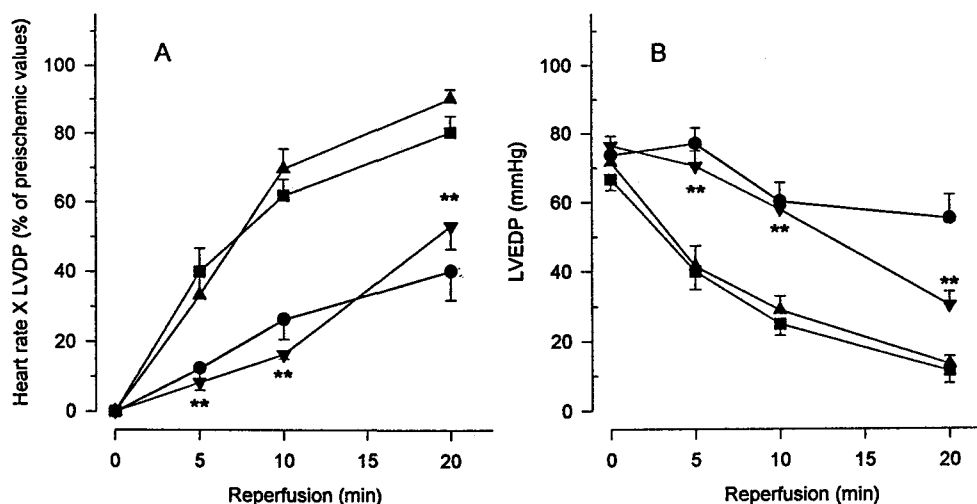 A
B
Heart rate X LVDP (% of preischemic values)
100
80
60
40
20
0
**
**
**
0 5 10 15 20
Reperfusion (min)
LVEDP (mmHg)
100
80
60
40
20
0
**
**
**
0 5 10 15 20
Reperfusion (min)